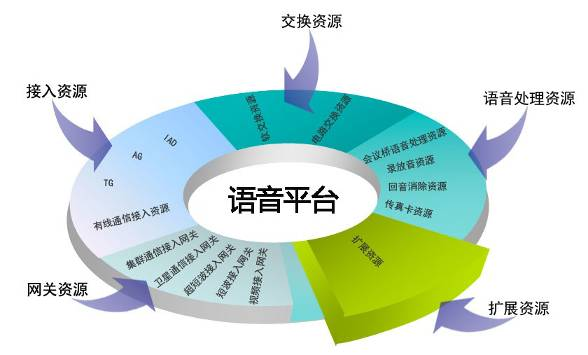 交换资源
接入资源
语音处理资源
软交换资源
电路交换资源
IAD
AG
TG
有线通信接入资源
会议桥语音处理资源
录放音资源
回音消除资源
传真卡资源
语音平台
集群通信接入网关
卫星通信接入网关
超短波接入网关
短波接入网关
视频接入网关
扩展资源
网关资源
扩展资源